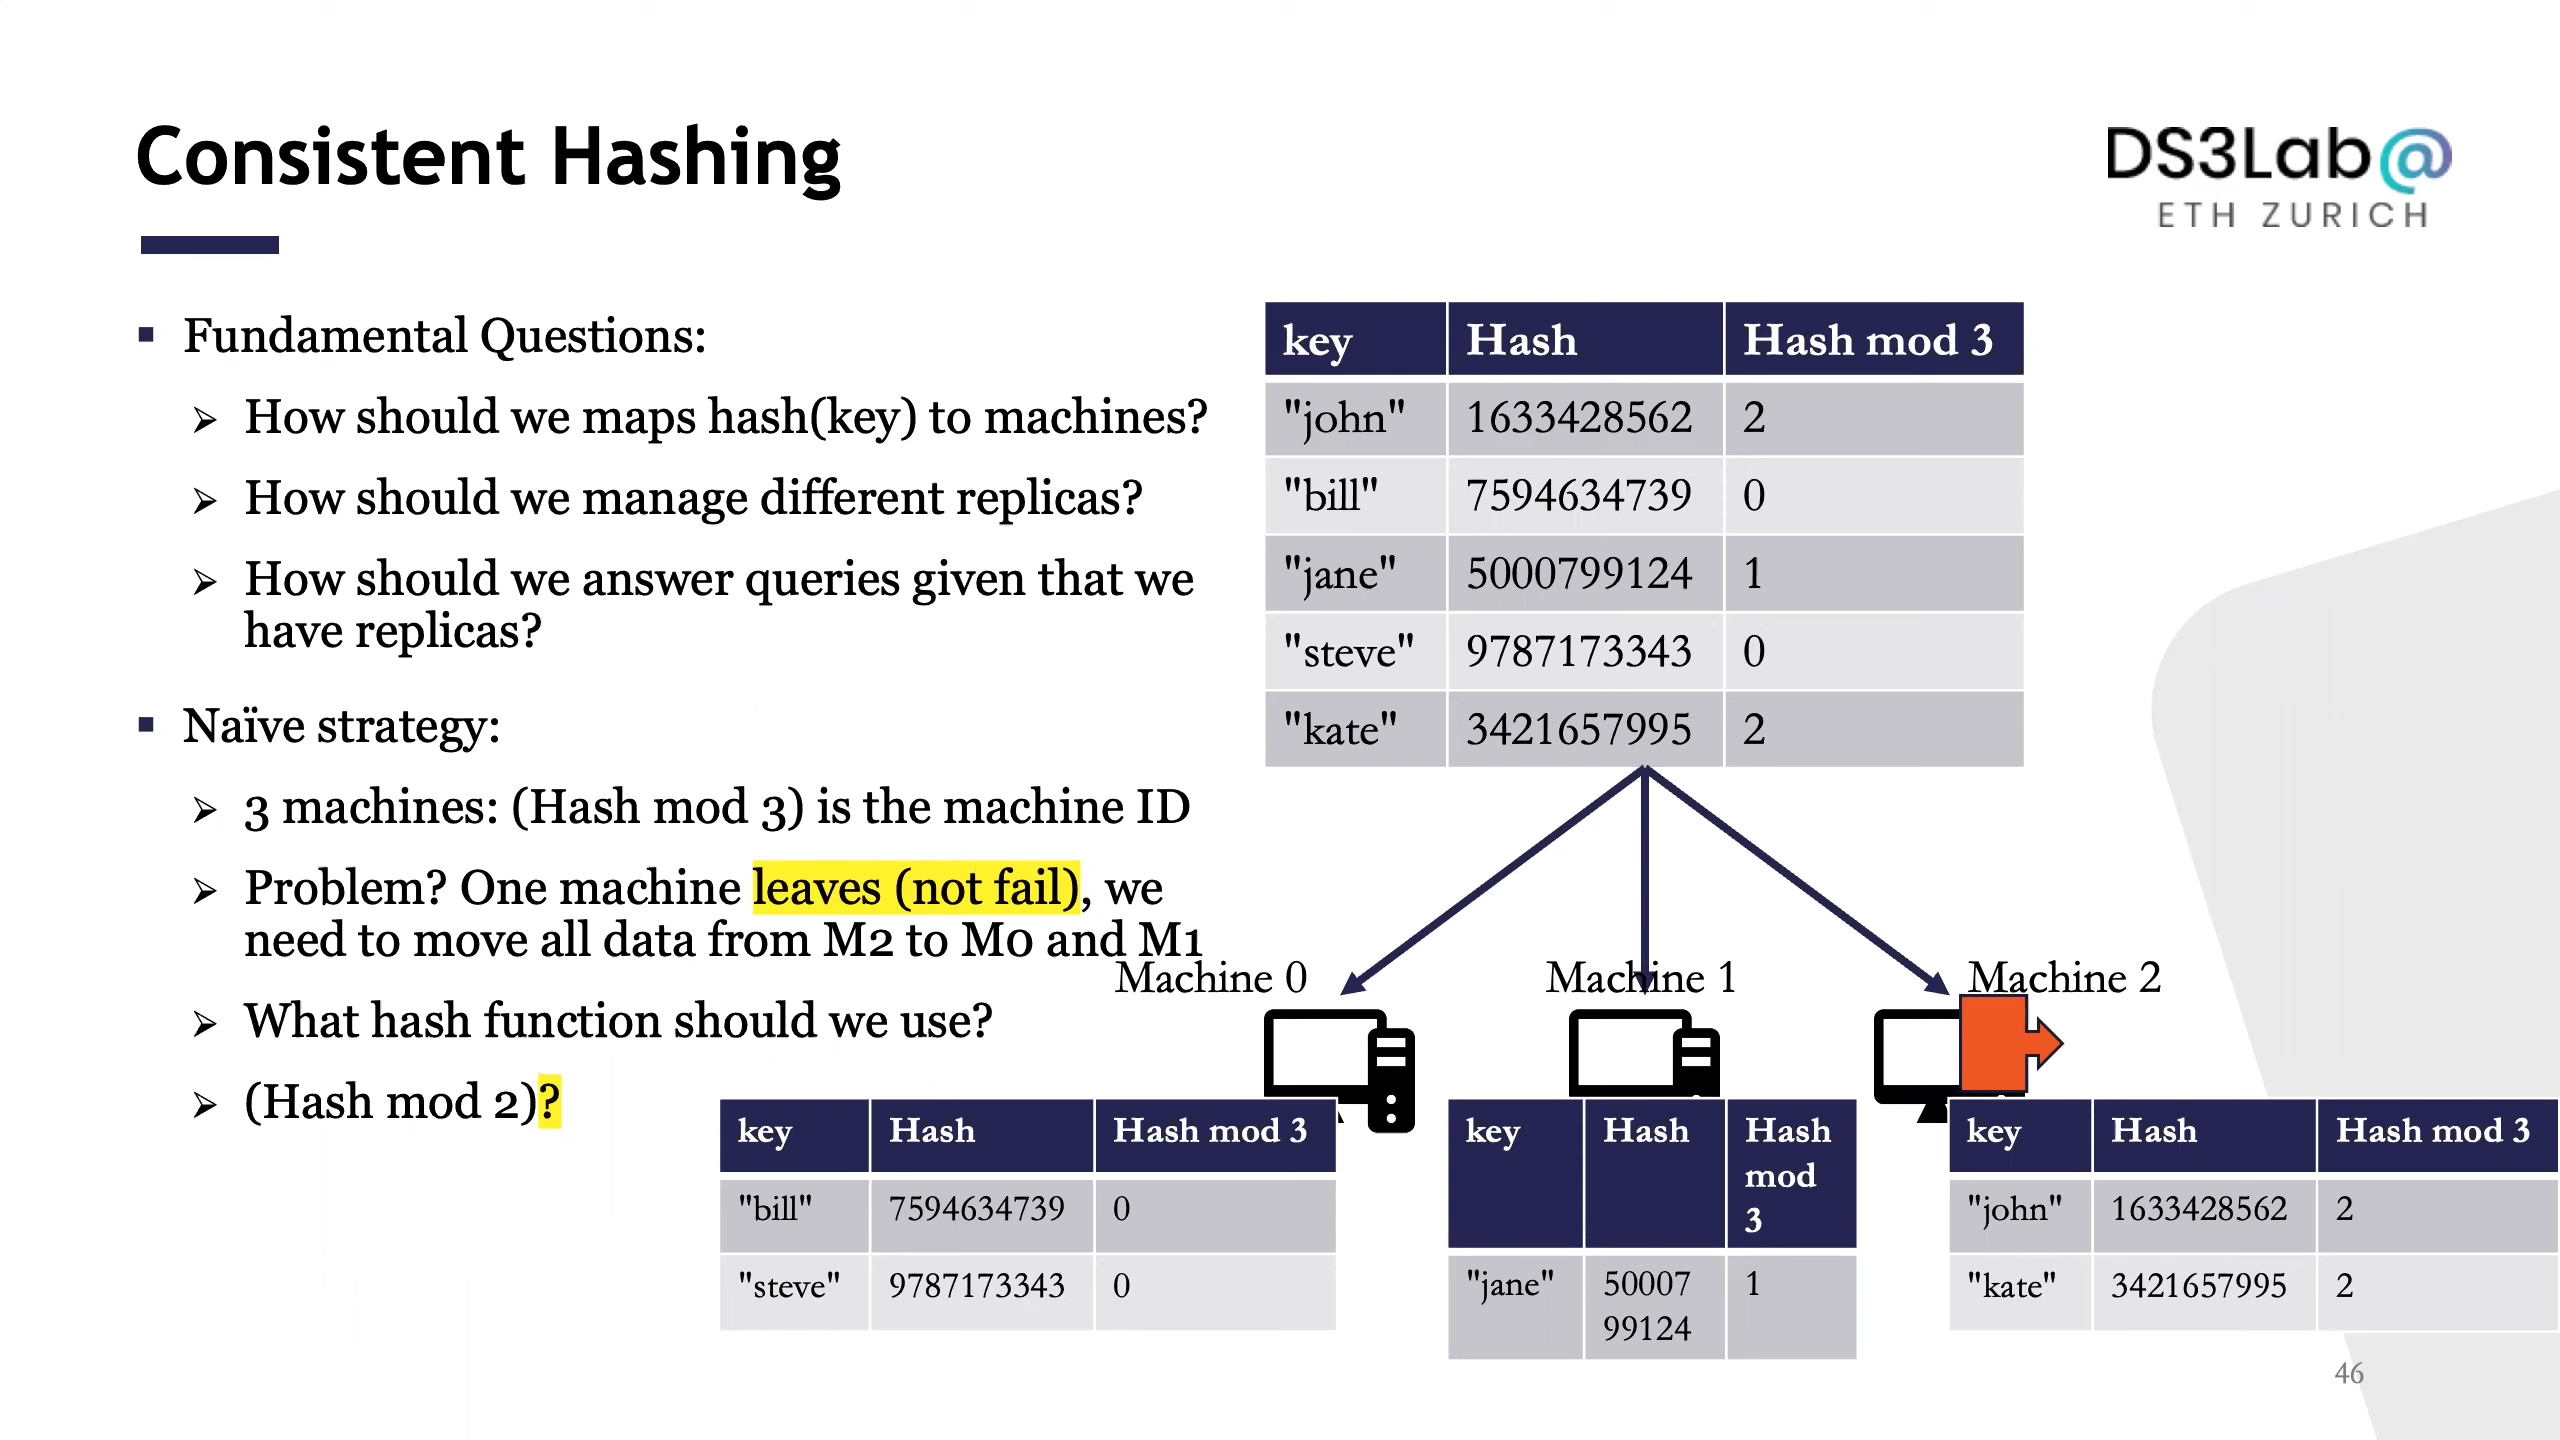 Consistent Hashing
DS3Lab@
ETH ZURICH
Fundamental Questions:
How should we maps hash(key) to machines?
How should we manage different replicas?
How should we answer queries given that we
have replicas?
Naïve strategy:
3 machines: (Hash mod 3) is the machine ID
Problem? One machine leaves (not fail), we
need to move all data from M2 to M0 and M1
What hash function should we use?
(Hash mod 2)?
key Hash Hash mod 3
"john" 1633428562 2
"bill" 7594634739 0
"jane" 5000799124 1
"steve" 9787173343 0
"kate" 3421657995 2
Machine 0
Machine 1
Machine 2
key Hash Hash mod 3
"bill" 7594634739 0
"steve" 9787173343 0
key Hash Hash
mod
3
"jane" 50007 1
99124
key Hash Hash mod 3
"john" 1633428562 2
"kate" 3421657995 2
46